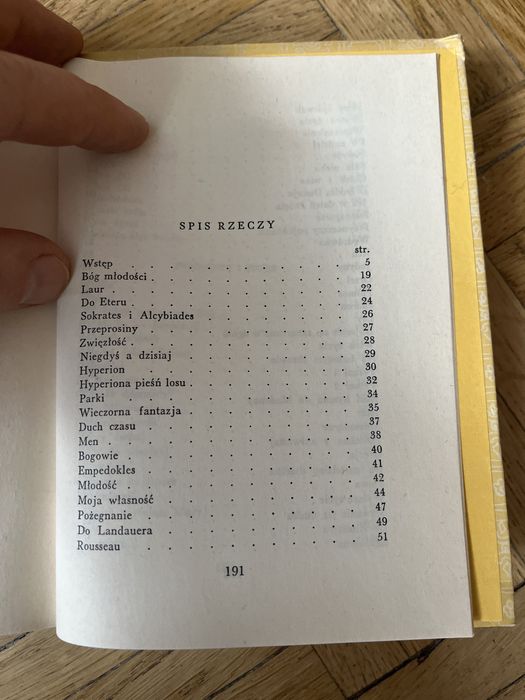 SPIS RZECZY
str.
Wstęp . . . . . . . . . . 5
Bóg młodości . . . . . . . . . 19
Laur . . . . . . . . . . 22
Do Eteru . . . . . . . . . . 24
Sokrates i Alcybiades . . . . . . . 26
Przeprosiny . . . . . . . . . 27
Zwięzłość . . . . . . . . . . 28
Niegdyś a dzisiaj . . . . . . . . 29
Hyperion . . . . . . . . . 30
Hyperiona pieśń losu . . . . . . . 32
Parki . . . . . . . . . . 34
Wieczorna fantazja . . . . . . . . 35
Duch czasu . . . . . . . . . 37
Men . . . . . . . . . . . 38
Bogowie . . . . . . . . . . 40
Empedokles . . . . . . . . . 41
Młodość . . . . . . . . . . 42
Moja własność . . . . . . . . 44
Pożegnanie . . . . . . . . . 47
Do Landauera . . . . . . . . . 49
Rousseau . . . . . . . . . 51
191